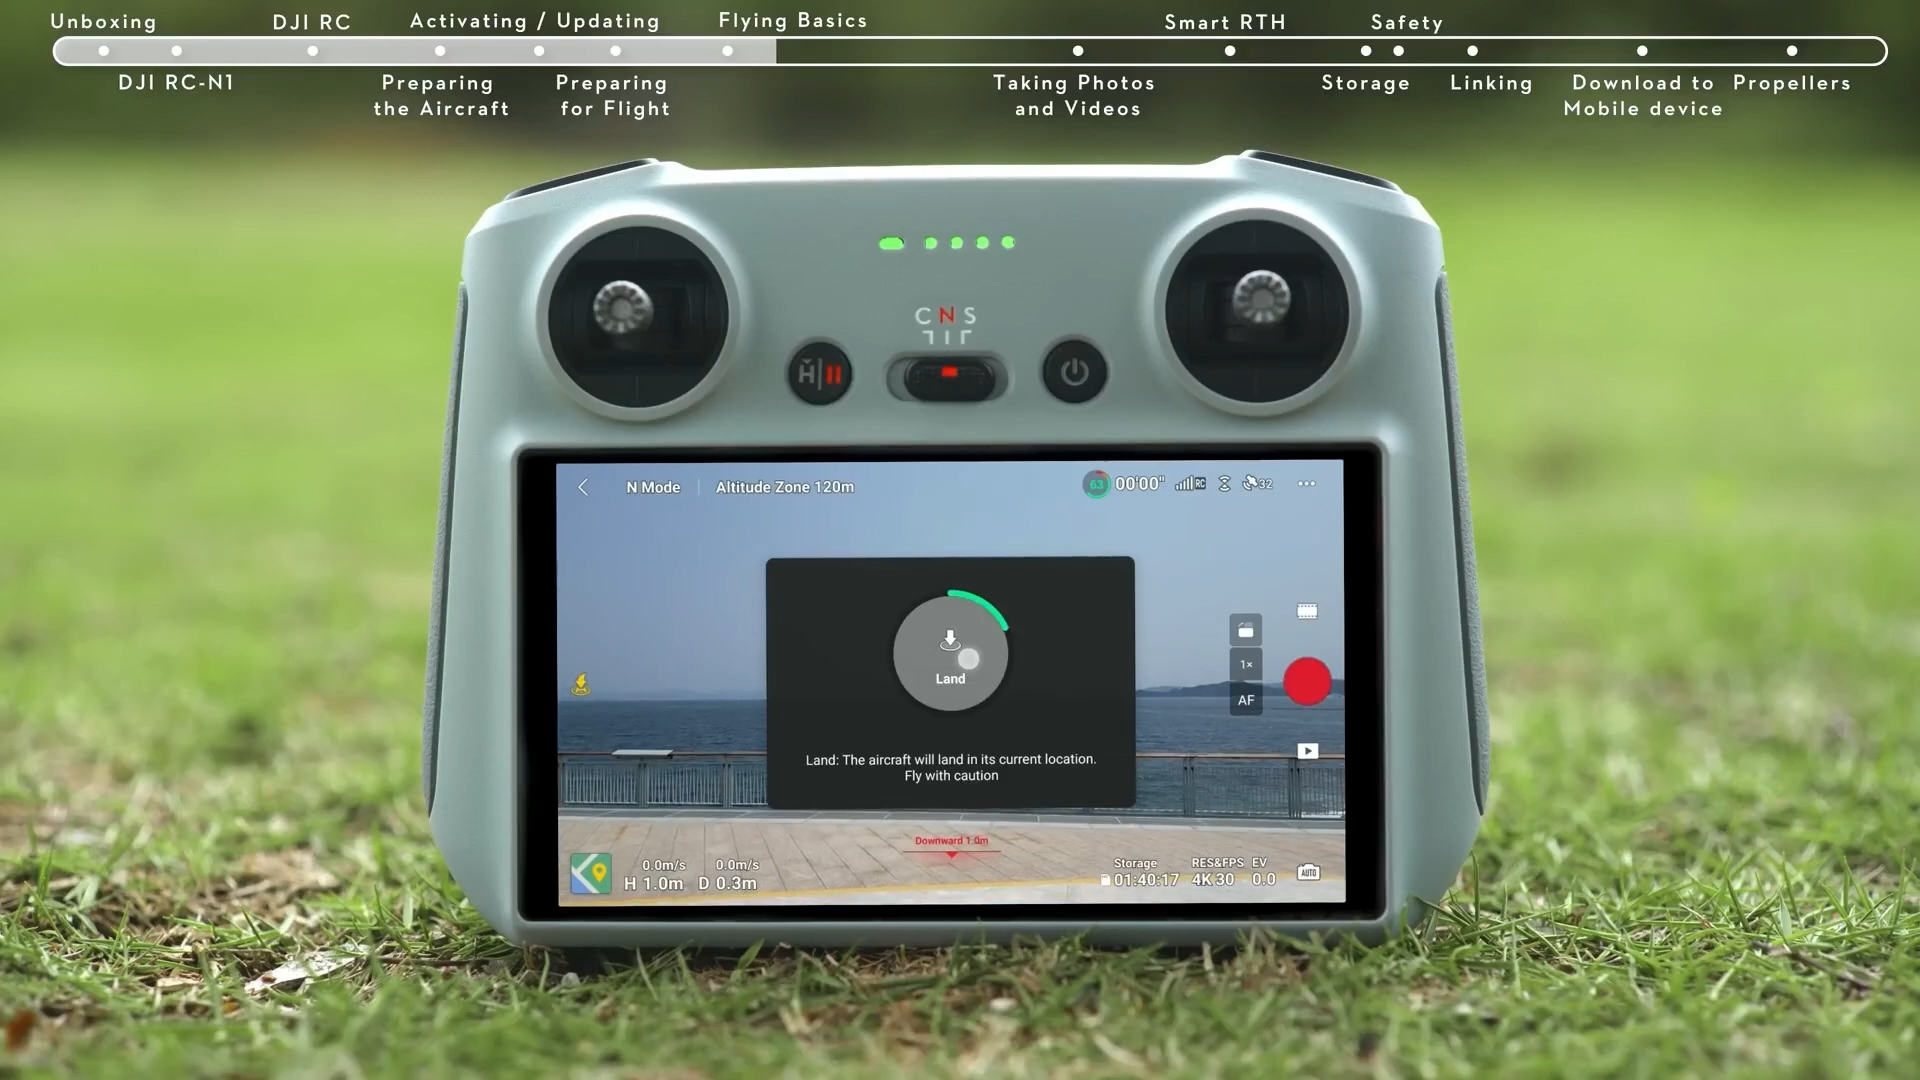 Unboxing
DJI RC
Activating / Updating
Flying Basics
Smart RTH
Safety
DJI RC-N1
Preparing
the Aircraft
Preparing
for Flight
Taking Photos
and Videos
Storage
Linking
Download to
Mobile device
Propellers
C N S
H
N Mode
Altitude Zone 120m
63
00'00"
RC
32
Land
1×
AF
Land: The aircraft will land in its current location.
Fly with caution
Downward 1.0m
0.0m/s
0.0m/s
H 1.0m
D 0.3m
Storage
RES&FPS
EV
01:40:17
4K 30
0.0
AUTO